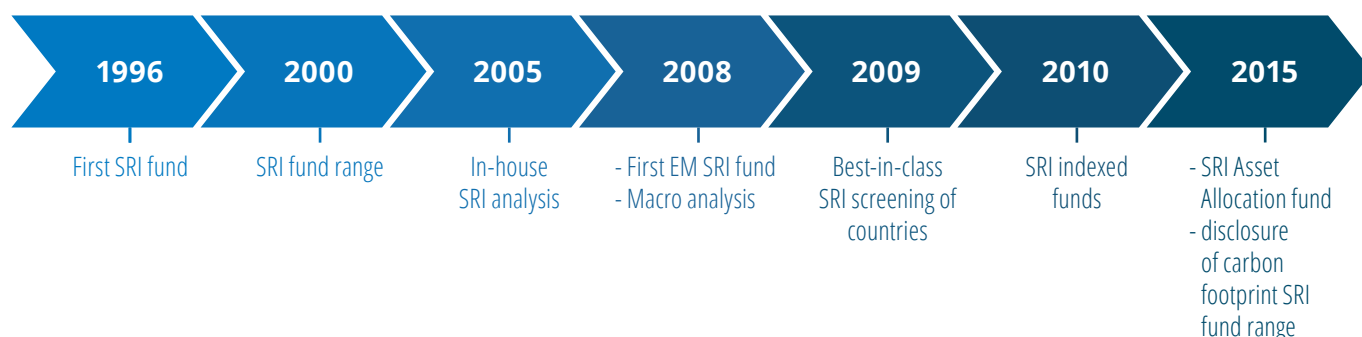 1996
2000
2005
2008
2009
2010
2015
First SRI fund
SRI fund range
In-house
SRI analysis
- First EM SRI fund
- Macro analysis
Best-in-class
SRI screening of
countries
SRI indexed
funds
- SRI Asset
Allocation fund
- disclosure
of carbon
footprint SRI
fund range